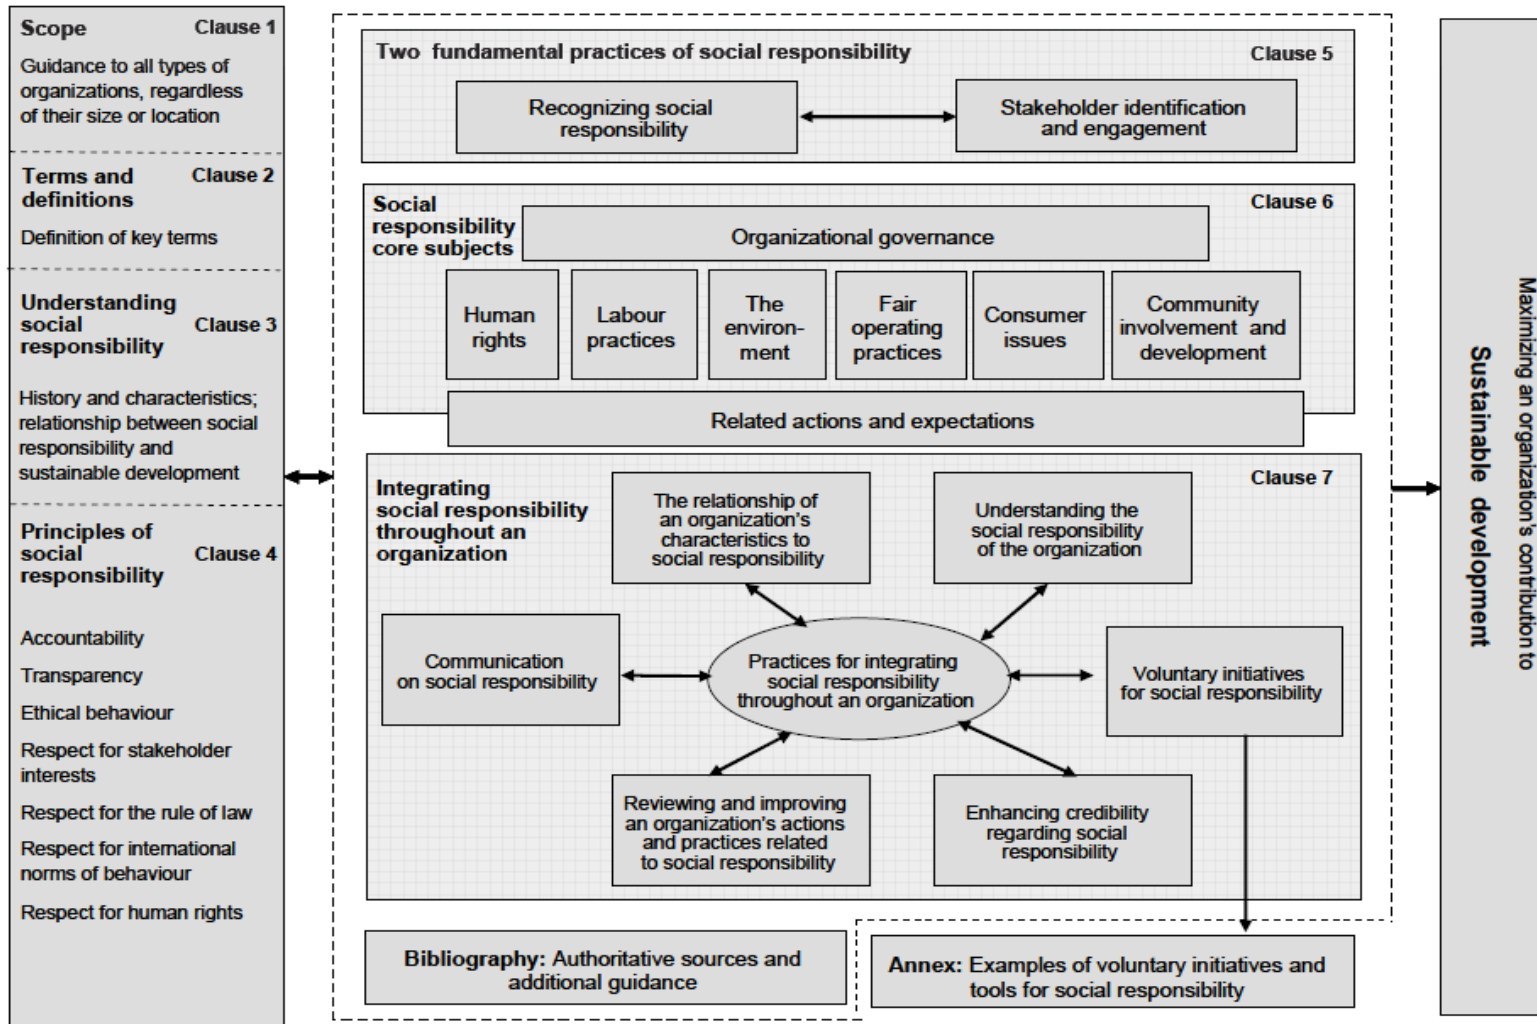 Scope Clause 1
Guidance to all types of
organizations, regardless
of their size or location
Terms and Clause 2
definitions
Definition of key terms
Understanding
social Clause 3
responsibility
History and characteristics;
relationship between social
responsibility and
sustainable development
Principles of
social Clause 4
responsibility
Accountability
Transparency
Ethical behaviour
Respect for stakeholder
interests
Respect for the rule of law
Respect for international
norms of behaviour
Respect for human rights
Two fundamental practices of social responsibility Clause 5
Recognizing social
responsibility
Stakeholder identification
and engagement
Social
responsibility
core subjects
Clause 6
Organizational governance
Human
rights
Labour
practices
The
environ-
ment
Fair
operating
practices
Consumer
issues
Community
involvement and
development
Related actions and expectations
Integrating
social responsibility
throughout an
organization
Clause 7
The relationship of
an organization's
characteristics to
social responsibility
Understanding the
social responsibility
of the organization
Communication
on social responsibility
Practices for integrating
social responsibility
throughout an organization
Voluntary initiatives
for social responsibility
Reviewing and improving
an organization's actions
and practices related
to social responsibility
Enhancing credibility
regarding social
responsibility
Bibliography: Authoritative sources and
additional guidance
Annex: Examples of voluntary initiatives and
tools for social responsibility
Maximizing an organization's contribution to
Sustainable development